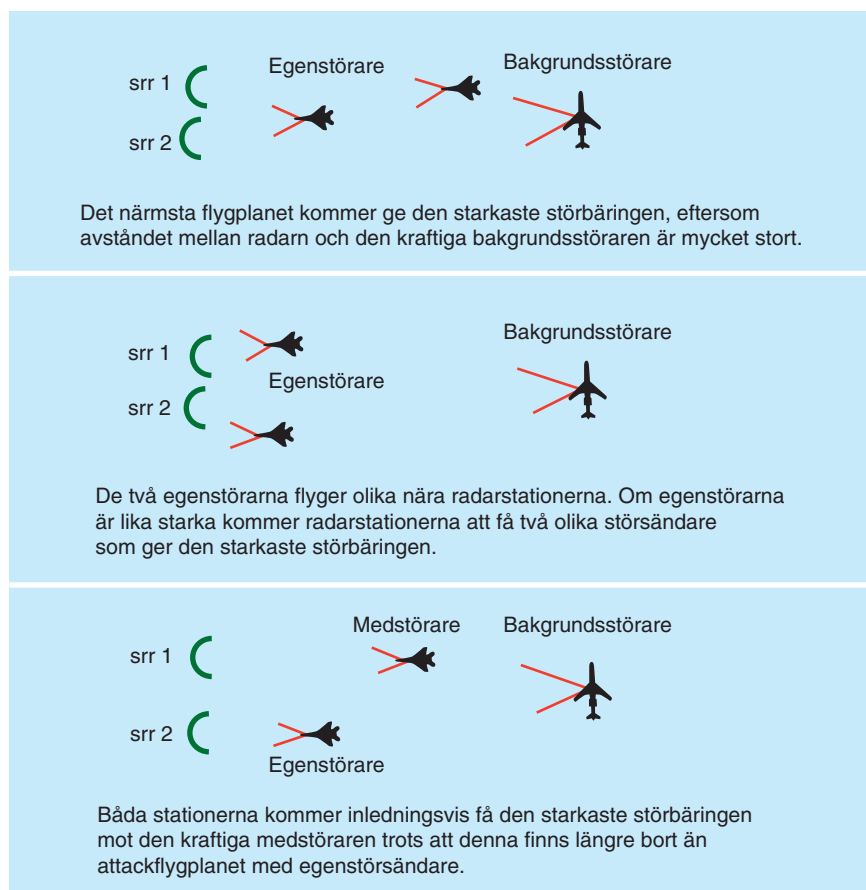 Egenstörare
Bakgrundsstörare
srr 1
srr 2
Det närmsta flygplanet kommer ge den starkaste störbäringen, eftersom
avståndet mellan radarn och den kraftiga bakgrundsstöraren är mycket stort.
srr 1
Bakgrundsstörare
Egenstörare
srr 2
De två egenstörarna flyger olika nära radarstationerna. Om egenstörarna
är lika starka kommer radarstationerna att få två olika störsändare
som ger den starkaste störbäringen.
Medstörare
Bakgrundsstörare
srr 1
srr 2
Egenstörare
Båda stationerna kommer inledningsvis få den starkaste störbäringen
mot den kraftiga medstöraren trots att denna finns längre bort än
attackflygplanet med egenstörsändare.